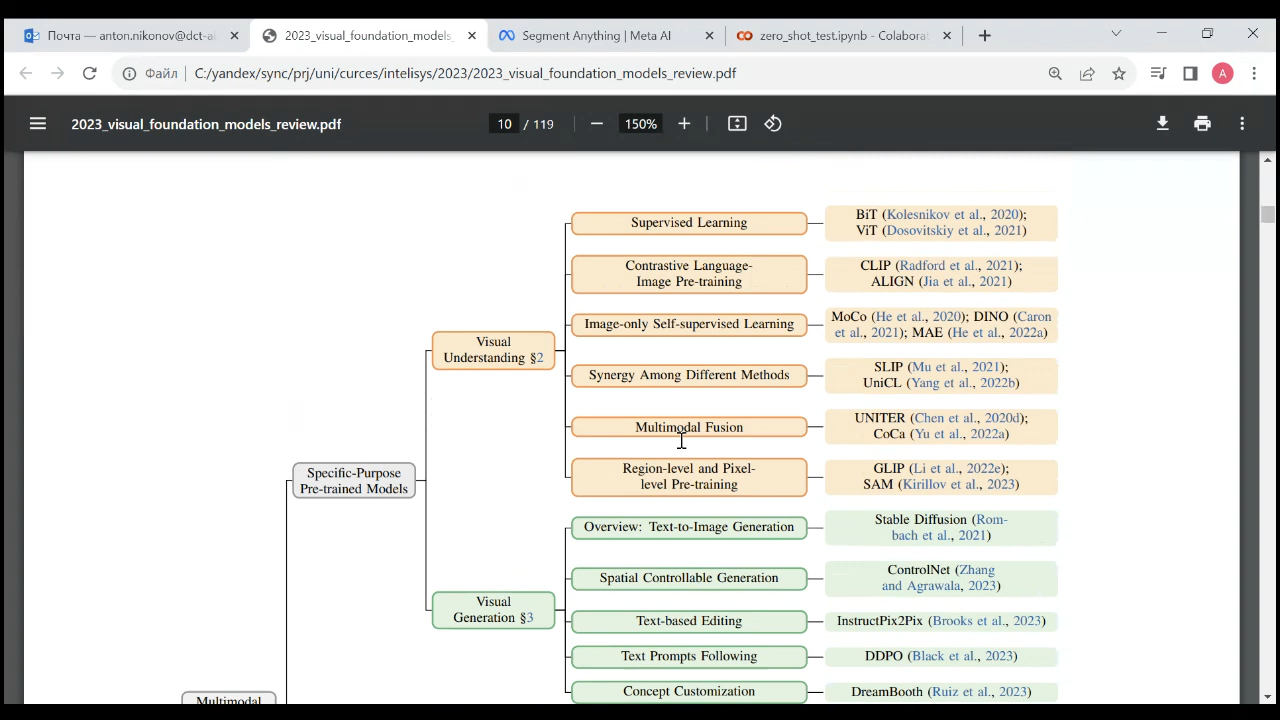 Почта — anton.nikonov@dct-ai
2023_visual_foundation_models_
Segment Anything | Meta AI
zero_shot_test.ipynb - Colabora
Файл
C:/yandex/sync/prj/uni/curces/intelisys/2023/2023_visual_foundation_models_review.pdf
A
2023_visual_foundation_models_review.pdf
10 / 119
150%
Supervised Learning
BiT (Kolesnikov et al., 2020);
ViT (Dosovitskiy et al., 2021)
Contrastive Language-
Image Pre-training
CLIP (Radford et al., 2021);
ALIGN (Jia et al., 2021)
Image-only Self-supervised Learning
MoCo (He et al., 2020); DINO (Caron
et al., 2021); MAE (He et al., 2022a)
Visual
Understanding §2
Synergy Among Different Methods
SLIP (Mu et al., 2021);
UniCL (Yang et al., 2022b)
Multimodal Fusion
UNITER (Chen et al., 2020d);
CoCa (Yu et al., 2022a)
Region-level and Pixel-
level Pre-training
GLIP (Li et al., 2022e);
SAM (Kirillov et al., 2023)
Specific-Purpose
Pre-trained Models
Overview: Text-to-Image Generation
Stable Diffusion (Rom-
bach et al., 2021)
Spatial Controllable Generation
ControlNet (Zhang
and Agrawala, 2023)
Visual
Generation §3
Text-based Editing
InstructPix2Pix (Brooks et al., 2023)
Text Prompts Following
DDPO (Black et al., 2023)
Concept Customization
DreamBooth (Ruiz et al., 2023)
Multimodal